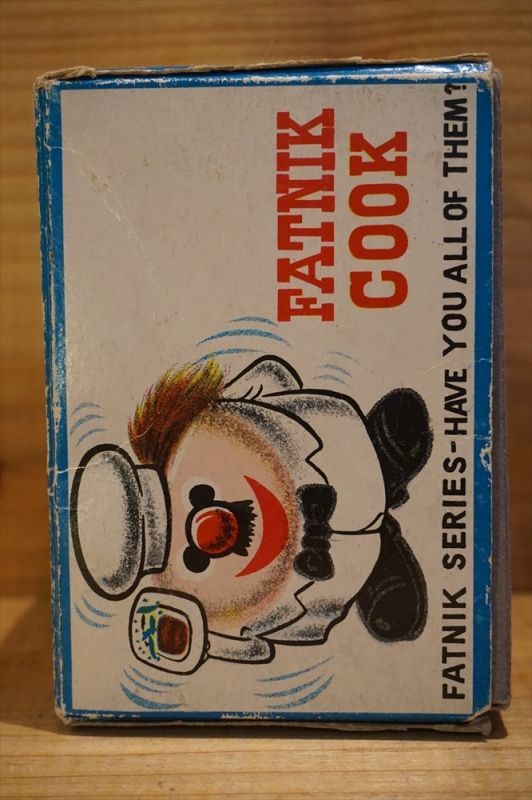 FATNIK
COOK
FATNIK SERIES-HAVE YOU ALL OF THEM?